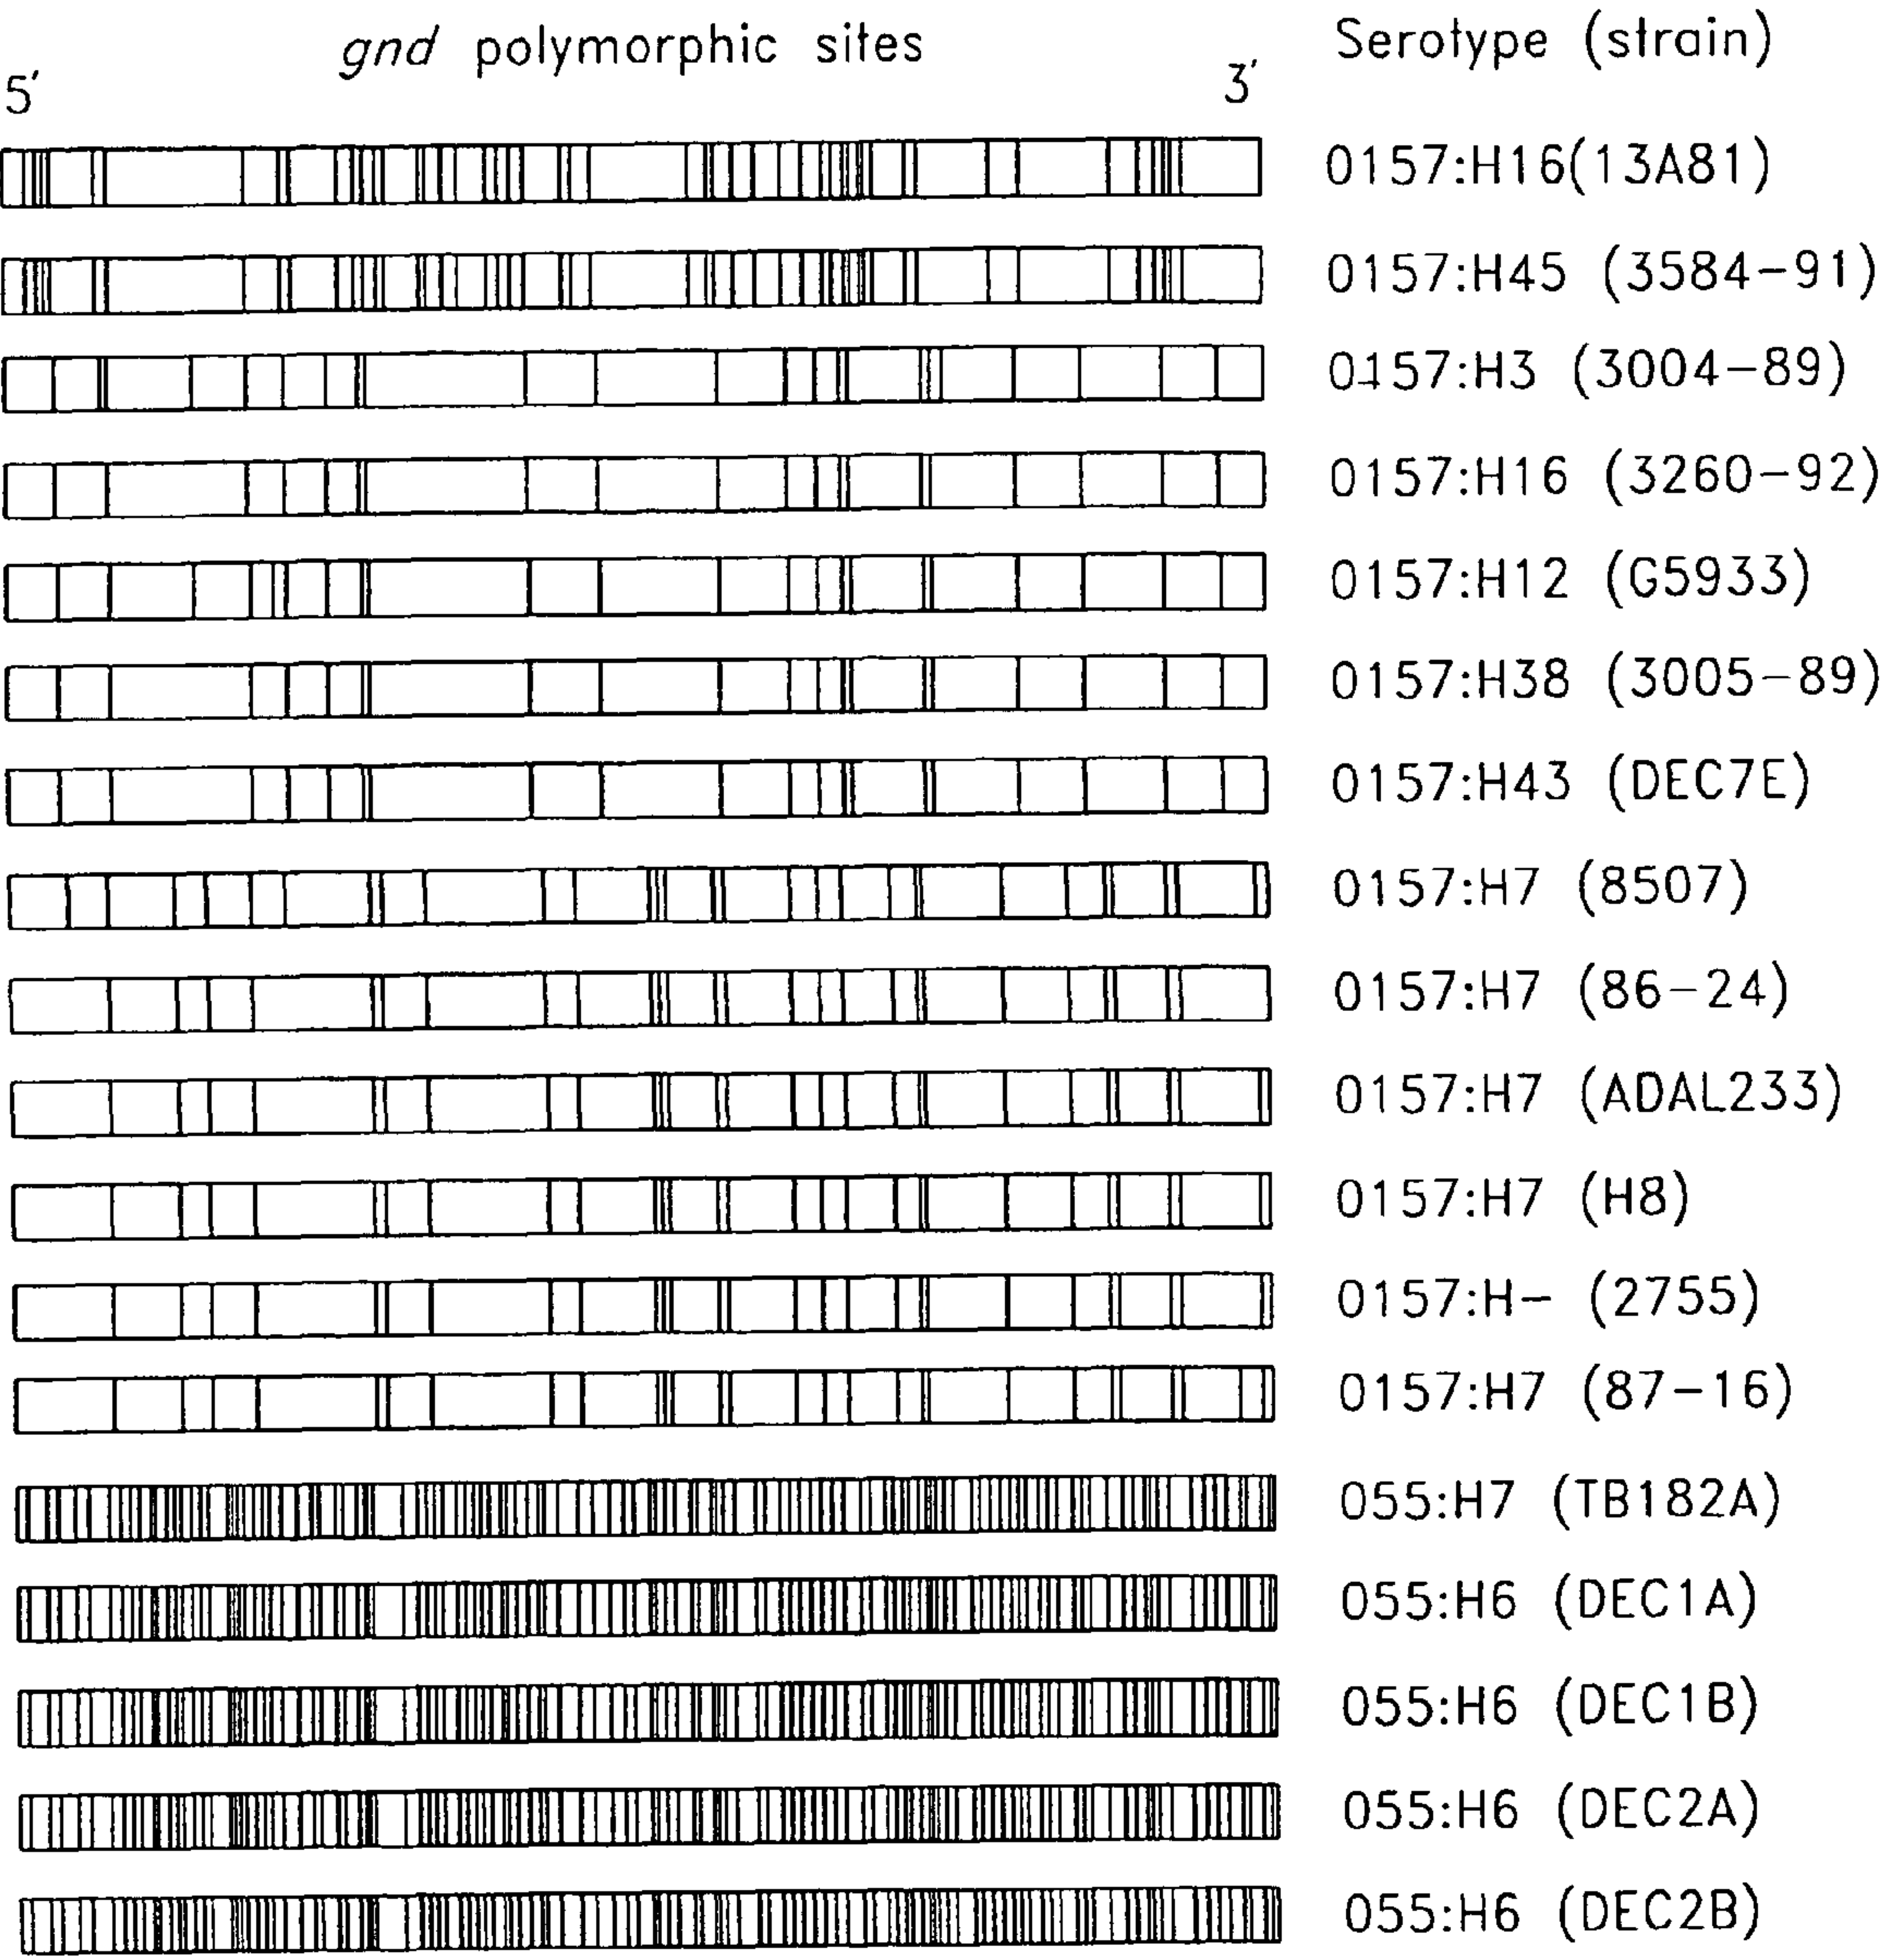 gnd polymorphic sites
Serotype (strain)
5'
3'
0157:H16(13A81)
0157:H45 (3584-91)
0157:H3 (3004-89)
0157:H16 (3260-92)
0157:H12 (G5933)
0157:H38 (3005-89)
0157:H43 (DEC7E)
0157:H7 (8507)
0157:H7 (86-24)
0157:H7 (ADAL233)
0157:H7 (H8)
0157:H- (2755)
0157:H7 (87-16)
055:H7 (TB182A)
055:H6 (DEC1A)
055:H6 (DEC1B)
055:H6 (DEC2A)
055:H6 (DEC2B)